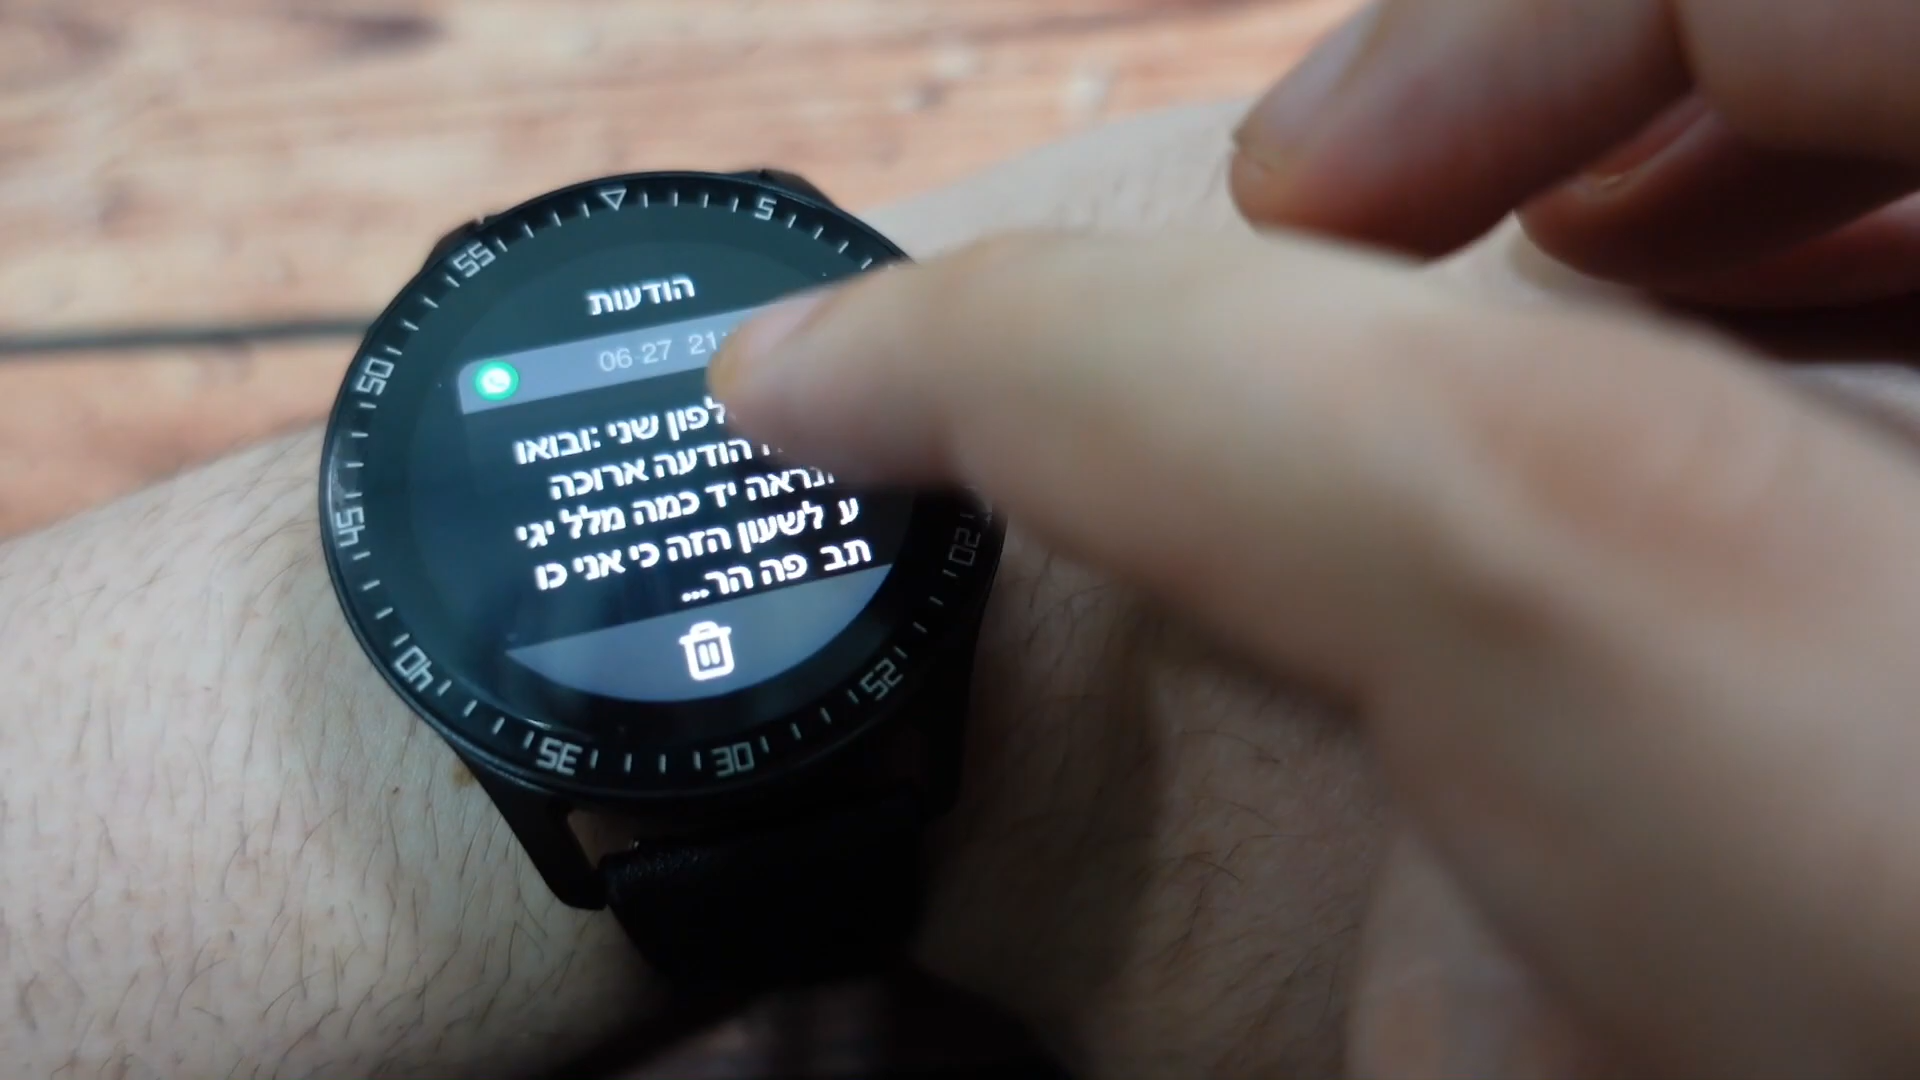 הודעות
06-27 21:
לפון שני :ובואו
הודעה ארוכה
נראה יד כמה מלל יגי
ע לשעון הזה כי אני כו
תב פה הר...
5
25
30
35
40
45
50
55